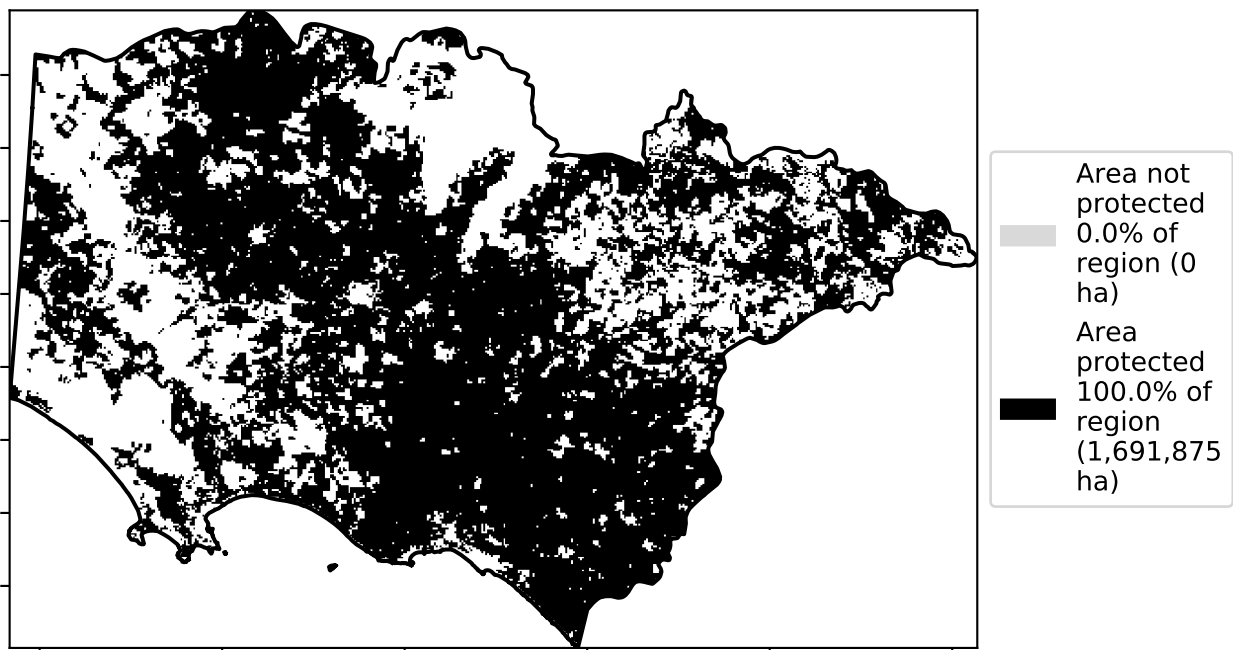 Area not
protected
0.0% of
region (0
ha)
Area
protected
100.0% of
region
(1,691,875
ha)